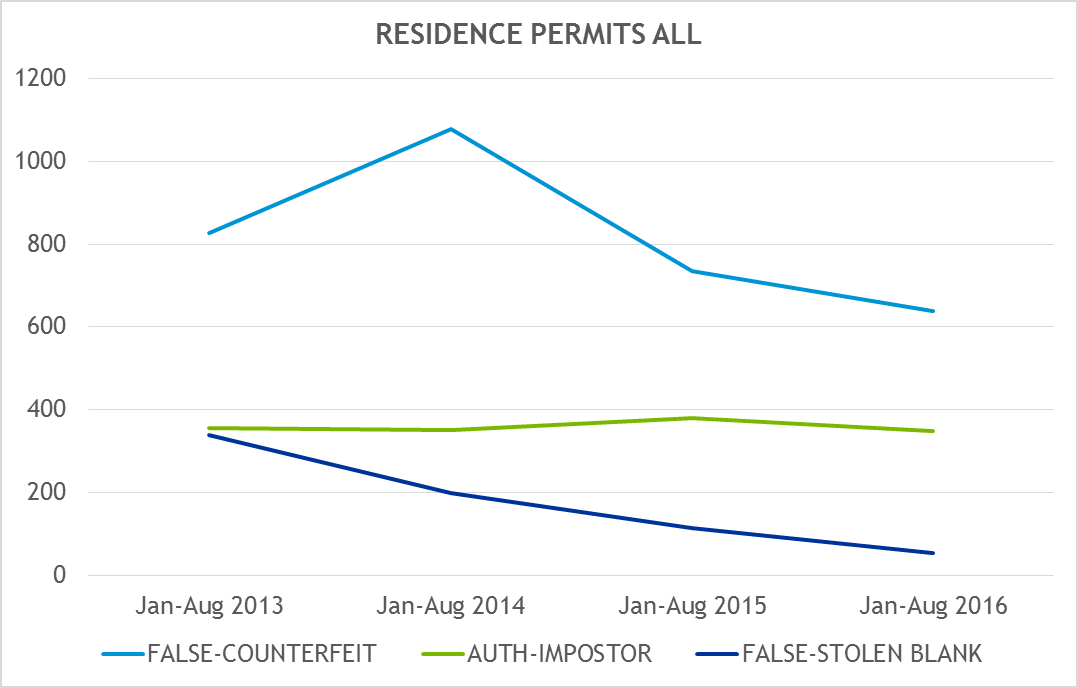 RESIDENCE PERMITS ALL
1200
1000
800
600
400
200
0
Jan-Aug 2013 Jan-Aug 2014 Jan-Aug 2015 Jan-Aug 2016
FALSE-COUNTERFEIT AUTH-IMPOSTOR FALSE-STOLEN BLANK